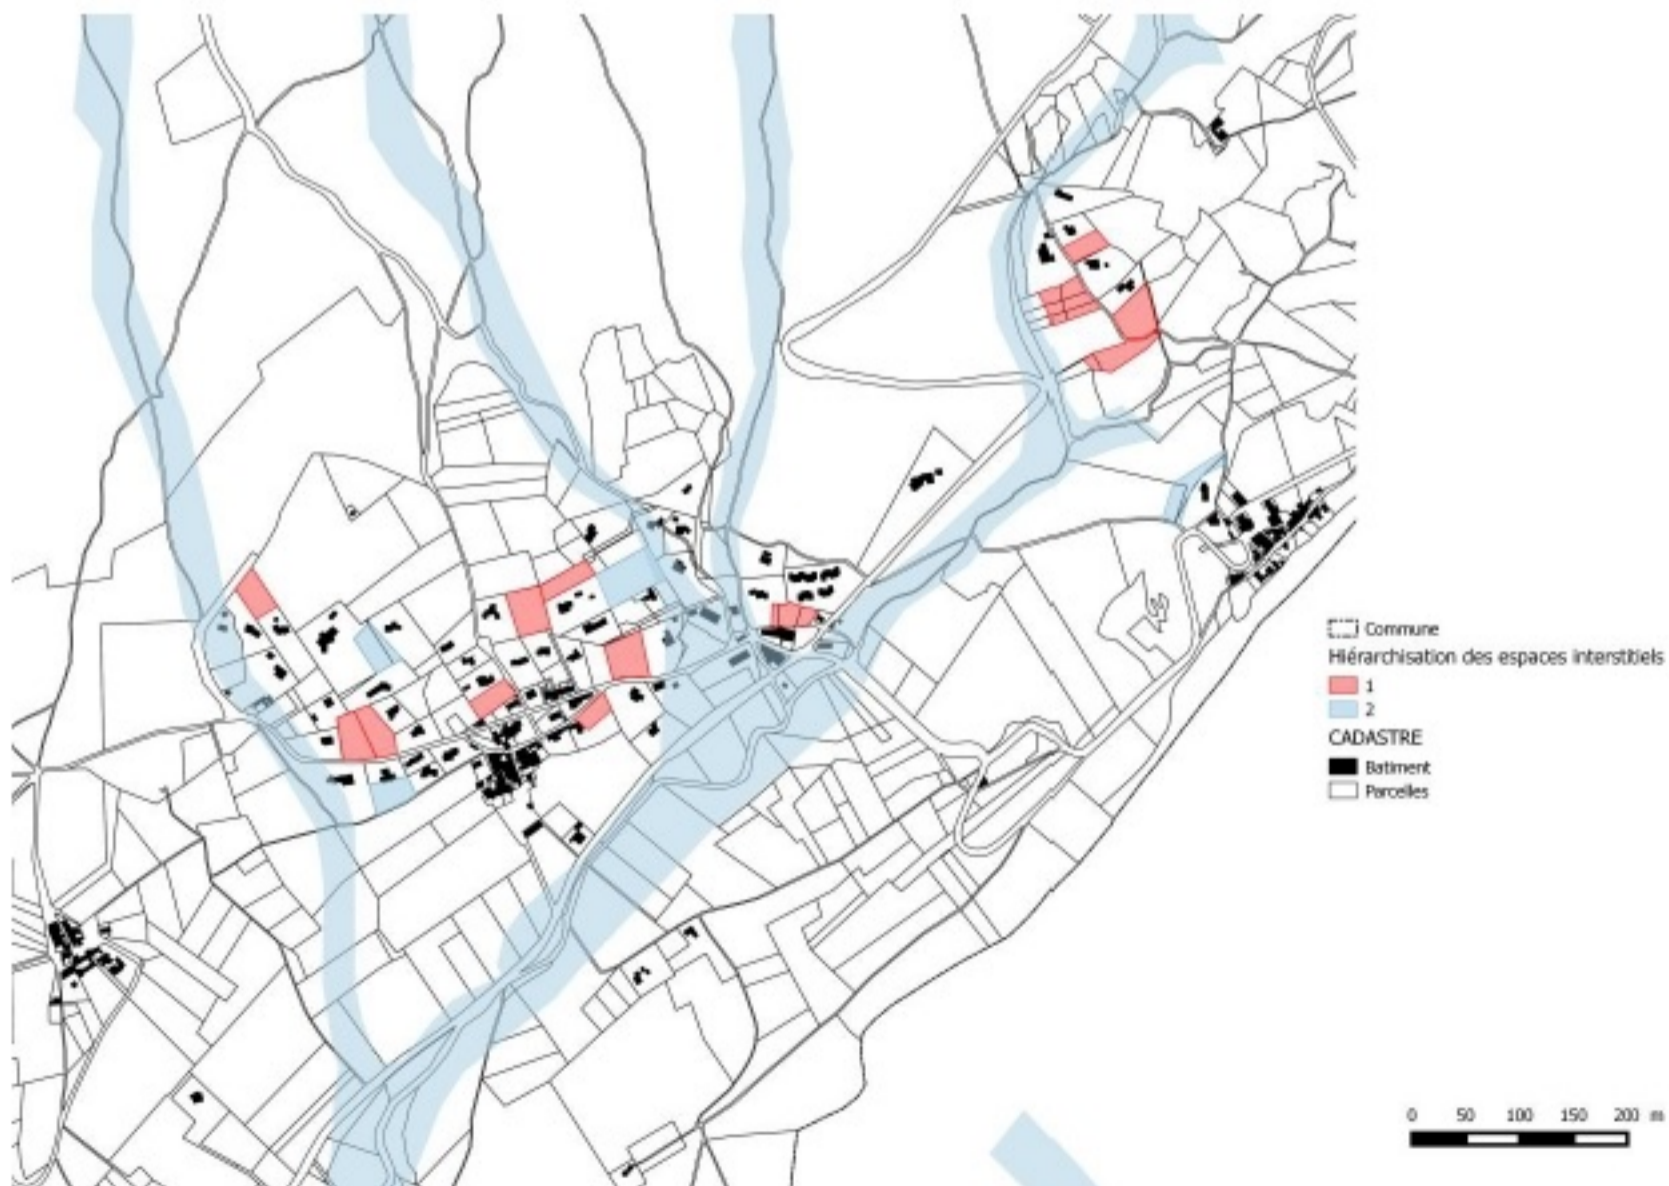 Commune
Hiérarchisation des espaces interstitiels
1
2
CADASTRE
Batiment
Parcelles
0 50 100 150 200 m